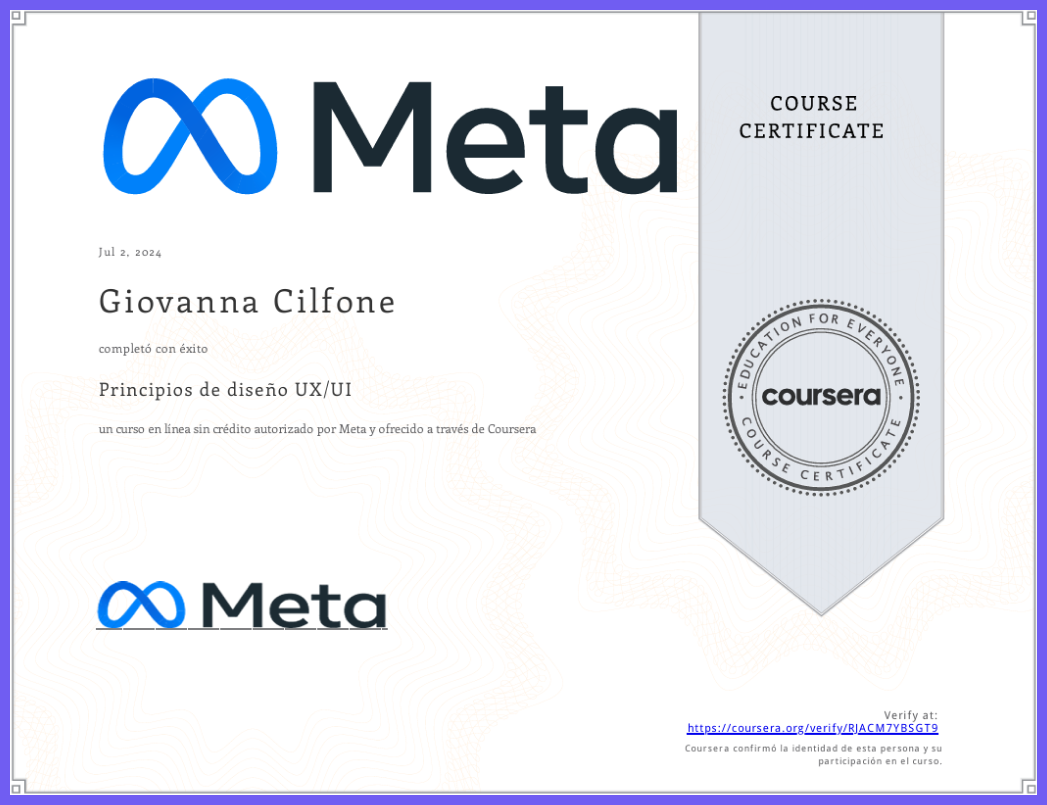 Meta
COURSE
CERTIFICATE
Jul 2, 2024
Giovanna Cilfone
completó con éxito
Principios de diseño UX/UI
un curso en línea sin crédito autorizado por Meta y ofrecido a través de Coursera
EDUCATION FOR EVERYONE
coursera
COURSE CERTIFICATE
Meta
Verify at:
https://coursera.org/verify/RJACM7YBSGT9
Coursera confirmó la identidad de esta persona y su
participación en el curso.